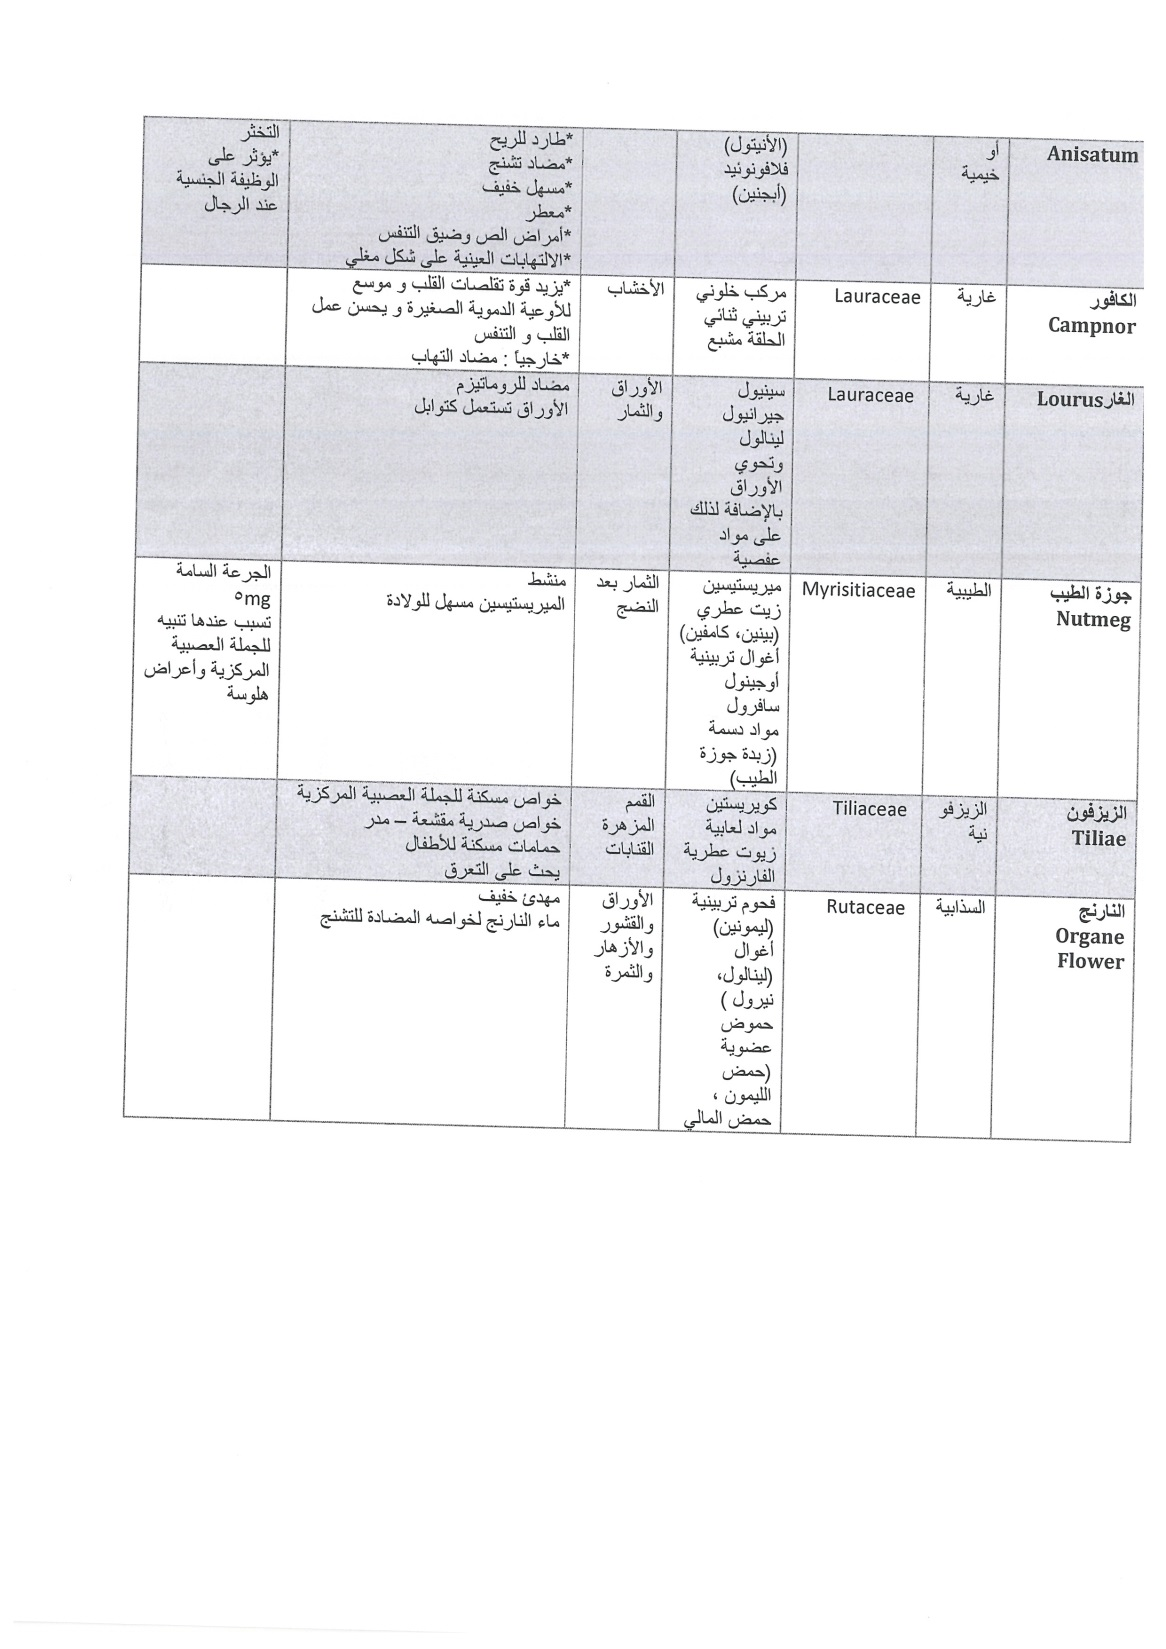 Anisatum
أو
خيمية
(الأنيتول)
فلافونوئيد
(أبجنين)
*طارد للريح
*مضاد تشنج
*مسهل خفيف
*معطر
*أمراض الص وضيق التنفس
*الالتهابات العينية على شكل مغلي
التخثر
*يؤثر على
الوظيفة الجنسية
عند الرجال
الكافور
Campnor
غارية
Lauraceae
مركب خلوني
تربيني ثنائي
الحلقة مشبع
الأخشاب
*يزيد قوة تقلصات القلب و موسع
للأوعية الدموية الصغيرة و يحسن عمل
القلب و التنفس
*خارجياً : مضاد التهاب
الغارLourus
غارية
Lauraceae
سينيول
جيرانيول
لينالول
وتحوي
الأوراق
بالإضافة لذلك
على مواد
عفصية
الأوراق
والثمار
مضاد للروماتيزم
الأوراق تستعمل كتوابل
جوزة الطيب
Nutmeg
الطيبية
Myrisitiaceae
ميريستيسين
زيت عطري
(بينين، كامفين)
أغوال تربينية
أوجينول
سافرول
مواد دسمة
(زبدة جوزة
الطيب)
الثمار بعد
النضج
منشط
الميريستيسين مسهل للولادة
الجرعة السامة
٥mg
تسبب عندها تنبيه
للجملة العصبية
المركزية وأعراض
هلوسة
الزيزفون
Tiliae
الزيزفو
نية
Tiliaceae
كويريستين
مواد لعابية
زيوت عطرية
الفارنزول
القمم
المزهرة
القنابات
خواص مسكنة للجملة العصبية المركزية
خواص صدرية مقشعة – مدر
حمامات مسكنة للأطفال
يحث على التعرق
النارنج
Organe
Flower
السذابية
Rutaceae
فحوم تربينية
(ليمونين)
أغوال
(لينالول،
نيرول )
حموض
عضوية
(حمض
الليمون ،
حمض المالي
الأوراق
والقشور
والأزهار
والثمرة
مهدئ خفيف
ماء النارنج لخواصه المضادة للتشنج